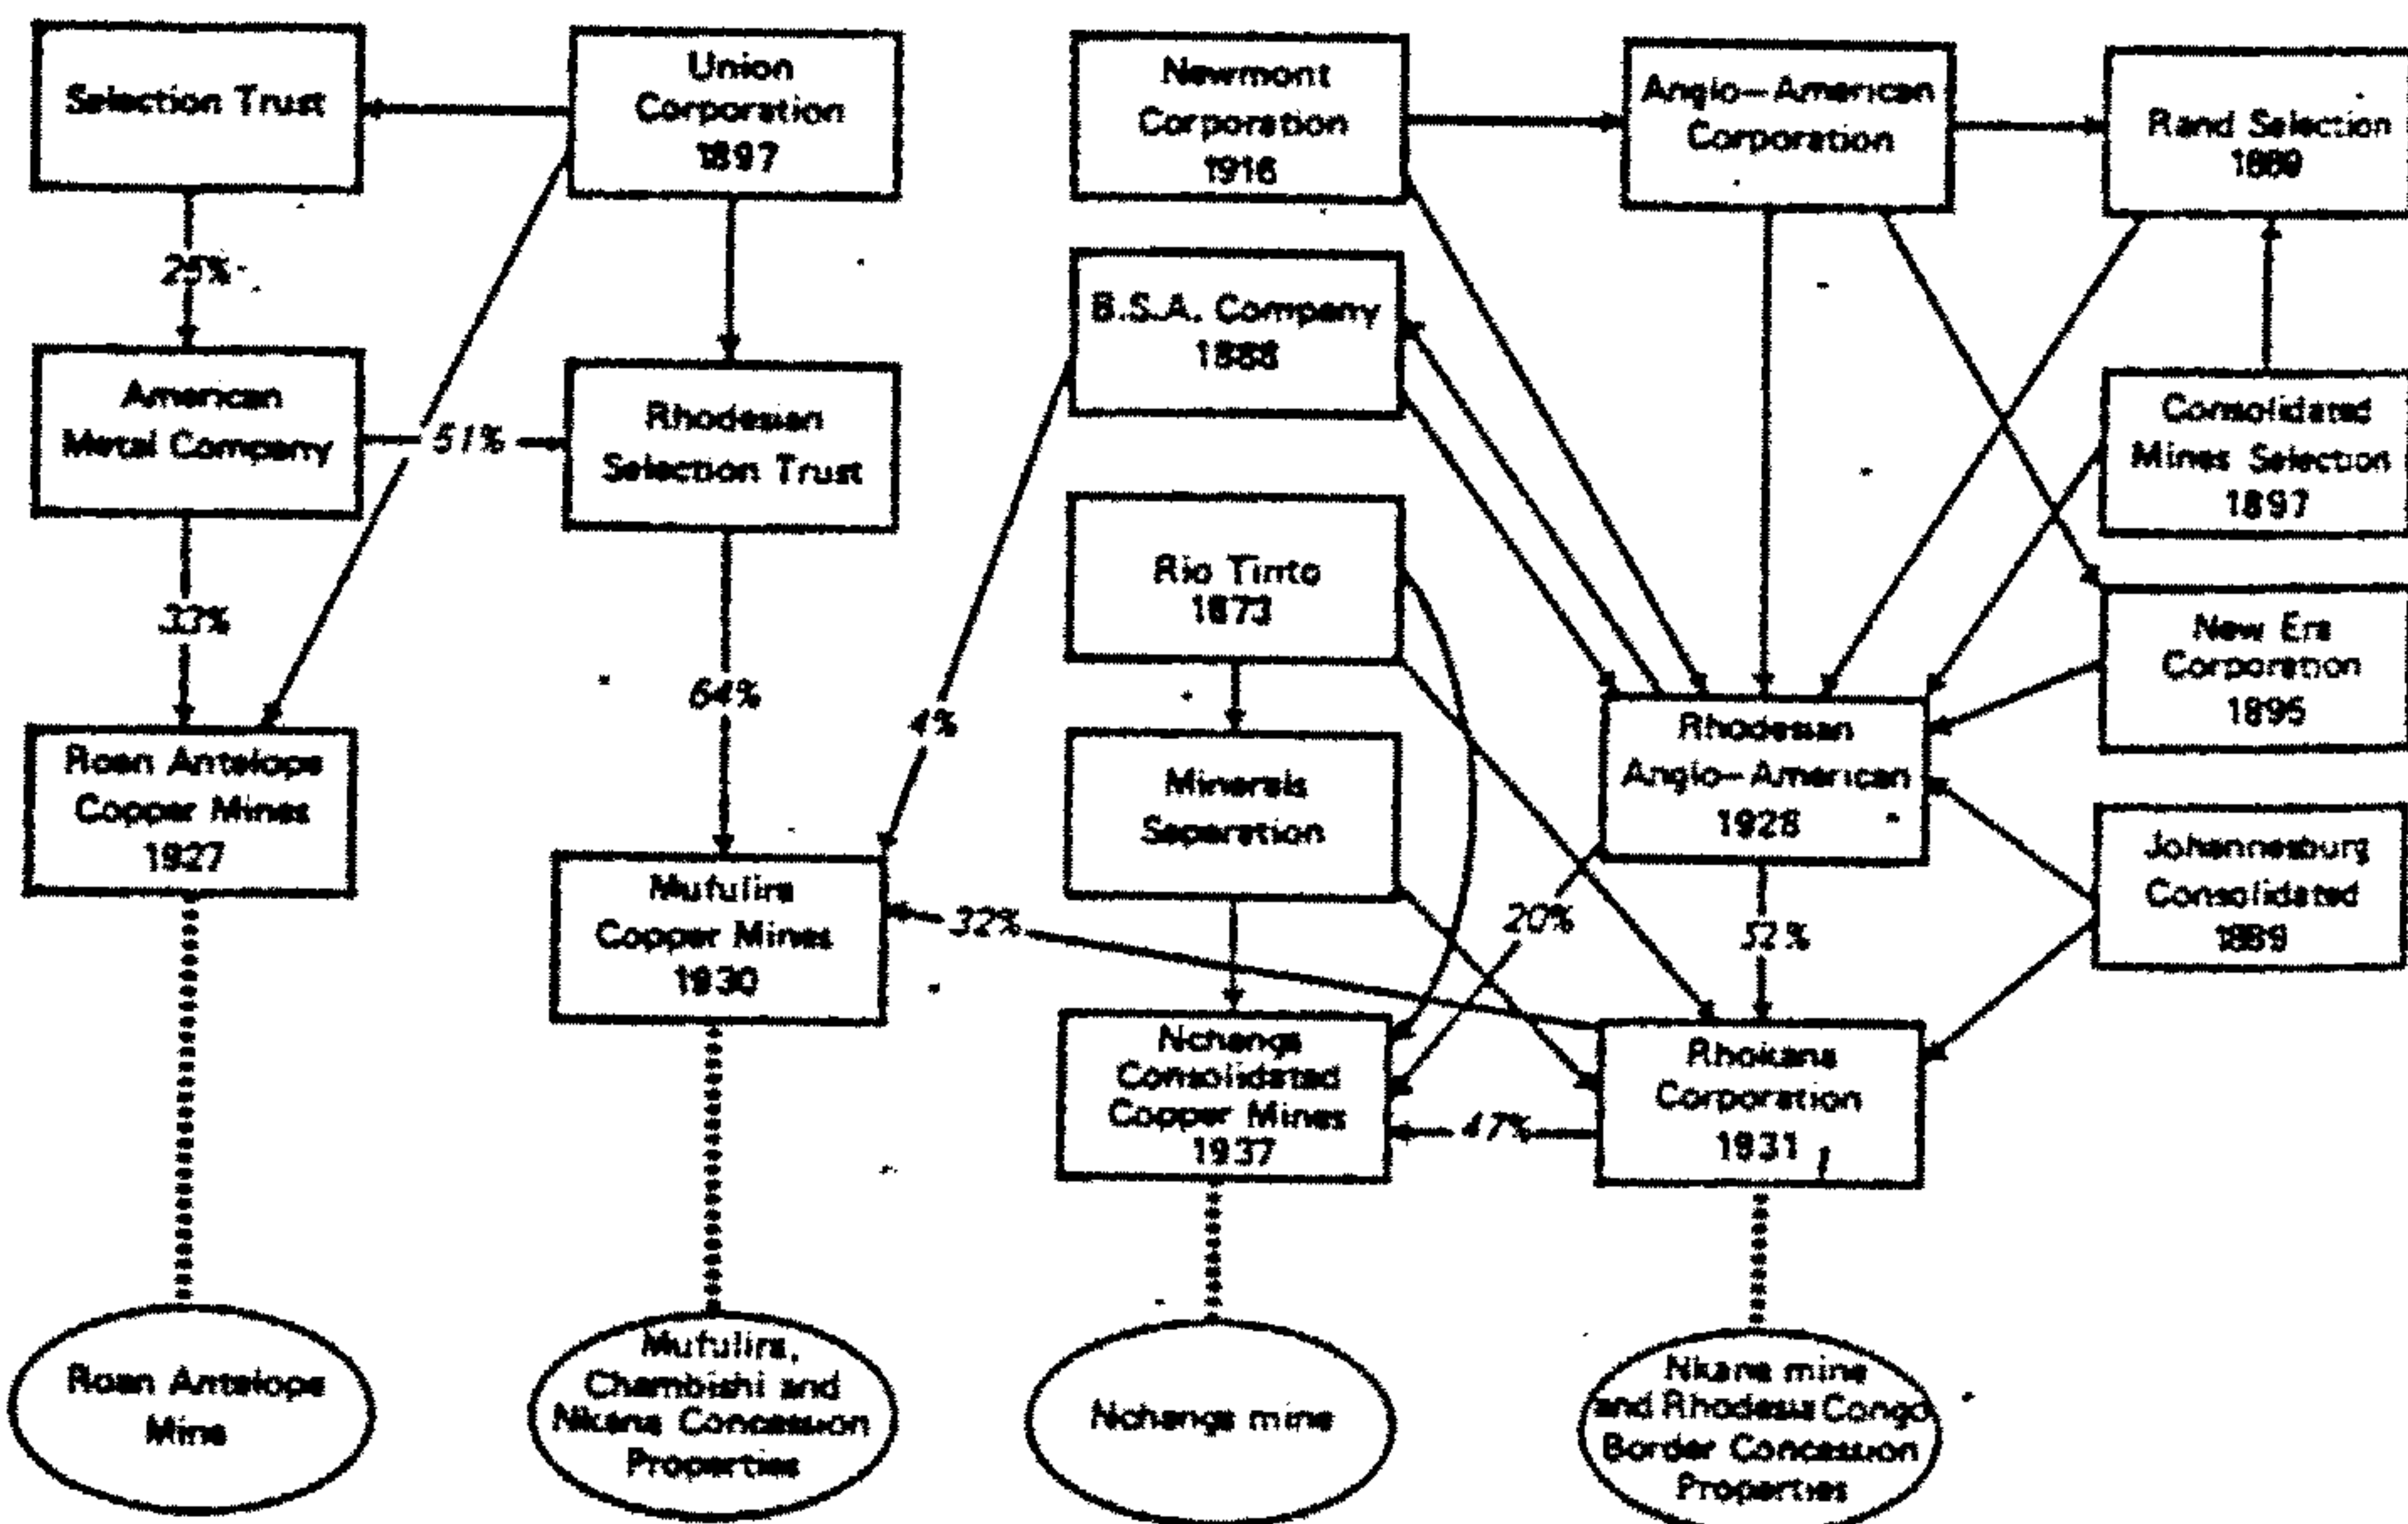 Selection Trust
Union
Corporation
1897
Newmont
Corporation
1916
Anglo-American
Corporation
Rand Selection
1889
25%
B.S.A. Company
1888
American
Metal Company
51%
Rhodesian
Selection Trust
Consolidated
Mines Selection
1897
33%
64%
4%
Rio Tinto
1873
New Era
Corporation
1895
Roan Antelope
Copper Mines
1927
Minerals
Separation
Rhodesian
Anglo-American
1928
Johannesburg
Consolidated
1889
Mufulira
Copper Mines
1930
32%
20%
52%
Nchanga
Consolidated
Copper Mines
1937
47%
Rhokana
Corporation
1931
Roan Antelope
Mine
Mufulira,
Chambishi and
Nkana Concession
Properties
Nchanga mine
Nkana mine
and Rhodesia Congo
Border Concession
Properties